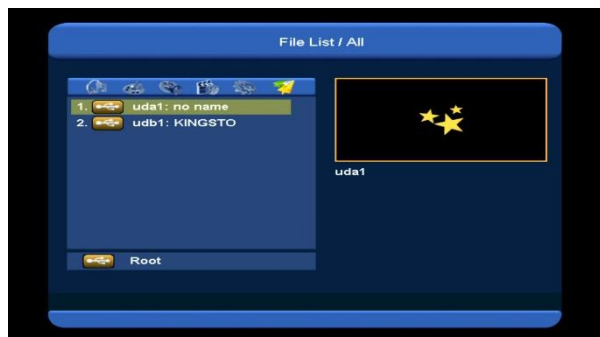 File List / All
1. uda1: no name
2. udb1: KINGSTO
uda1
Root